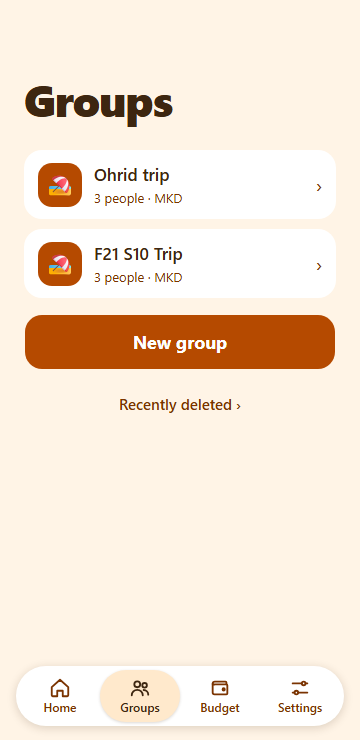 Groups
Ohrid trip
3 people · MKD
›
F21 S10 Trip
3 people · MKD
›
New group
Recently deleted ›
Home
Groups
Budget
Settings